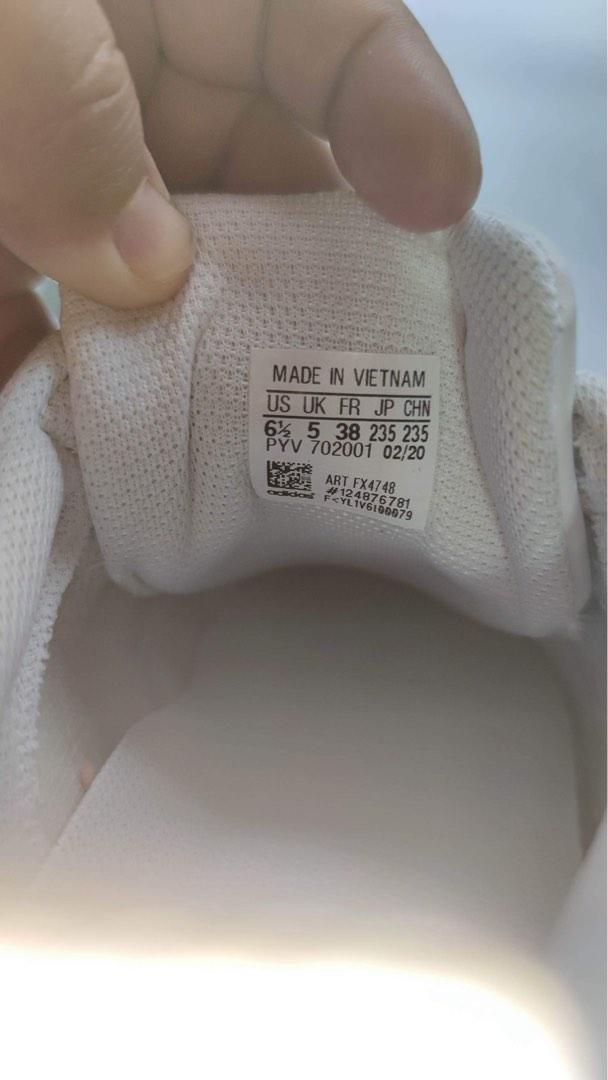 MADE IN VIETNAM
US UK FR JP CHN
6½ 5 38 235 235
PYV 702001 02/20
adidas
ART FX4748
#124876781
F<YL1V6I00079